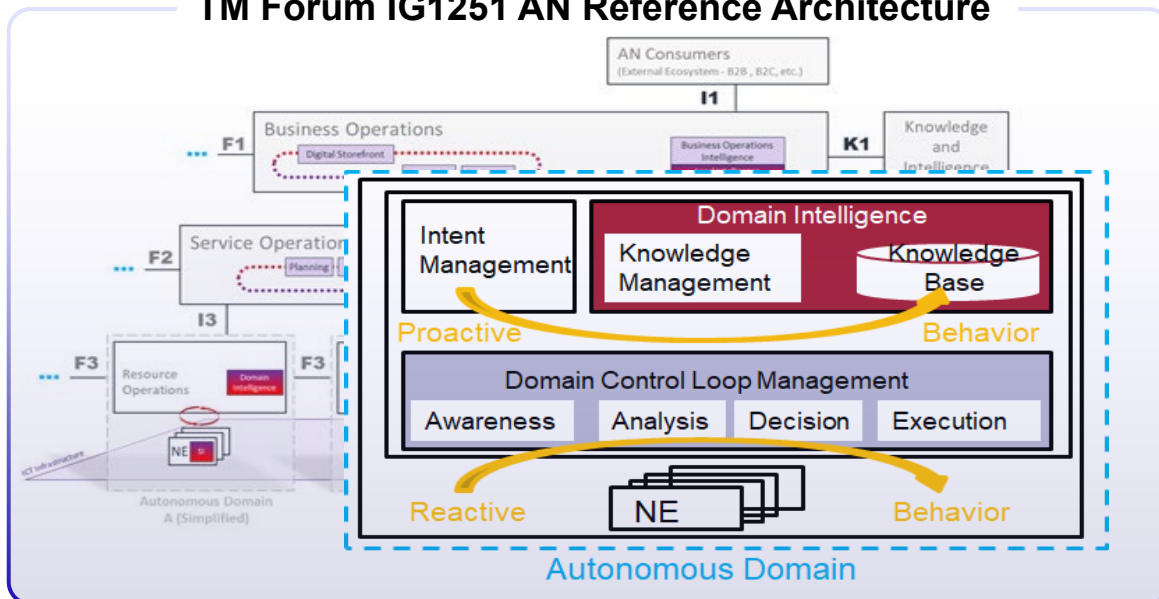 TM Forum IG1251 AN Reference Architecture
AN Consumers
(External Ecosystem - B2B , B2C, etc.)
I1
Business Operations
... F1
Digital Storefront
Business Operations
Intelligence
K1
Knowledge
and
Intelligence
Service Operation
... F2
Planning
I3
... F3
Resource
Operations
Domain
Intelligence
F3
NE
SI
ICT Infrastructure
Autonomous Domain
A (Simplified)
Intent
Management
Domain Intelligence
Knowledge
Management
Knowledge
Base
Proactive
Behavior
Domain Control Loop Management
Awareness
Analysis
Decision
Execution
Reactive
NE
Behavior
Autonomous Domain